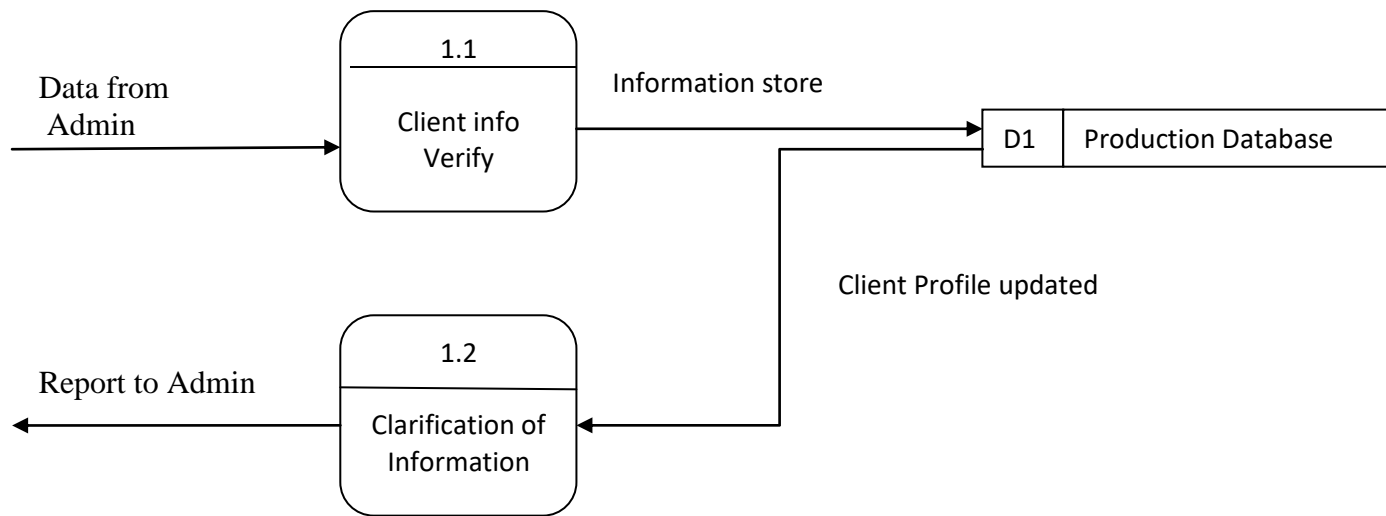 1.1
Data from
Admin
Client info
Verify
Information store
D1
Production Database
Client Profile updated
1.2
Report to Admin
Clarification of
Information